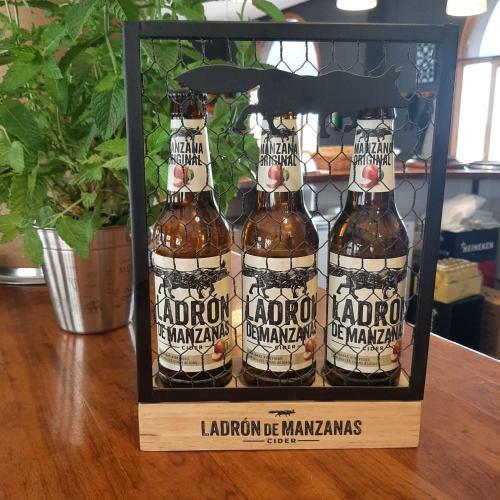 MANZANA
ORIGINAL
MANZANA
ORIGINAL
MANZANA
ORIGINAL
LADRÓN
DE MANZANAS
CIDER
LADRÓN
DE MANZANAS
CIDER
LADRÓN
DE MANZANAS
CIDER
HEINEKEN
LADRÓN DE MANZANAS
CIDER